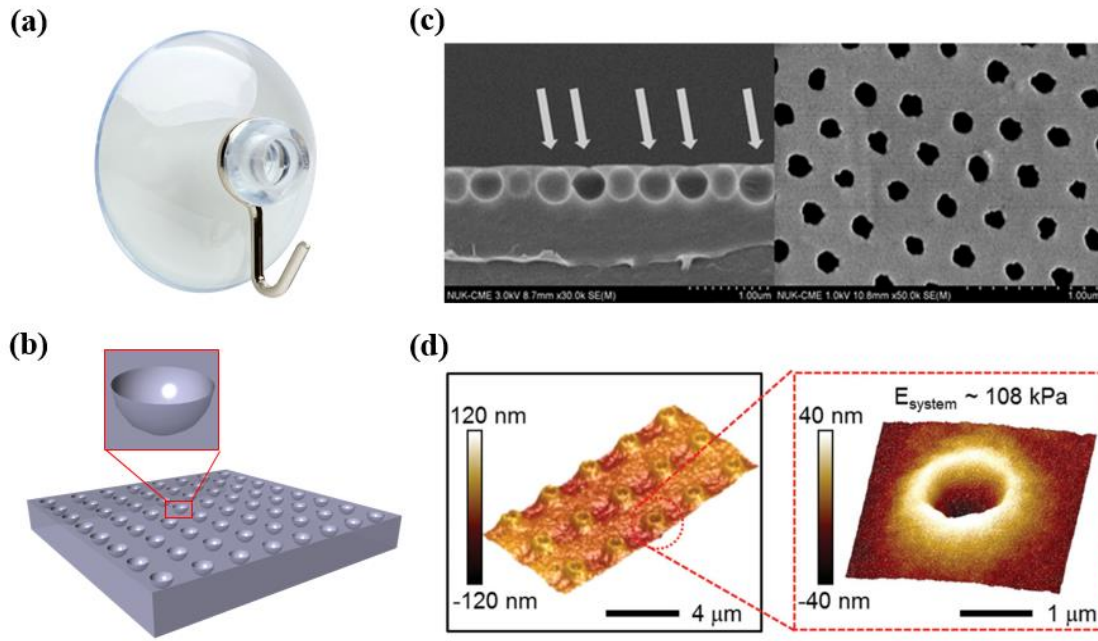 (a)
(c)
NUK-CME 3.0kV 8.7mm x30.0k SE(M) 1.00um
NUK-CME 1.0kV 10.8mm x50.0k SE(M) 1.00um
(b)
(d)
120 nm
-120 nm
4 μm
E_system ~ 108 kPa
40 nm
-40 nm
1 μm